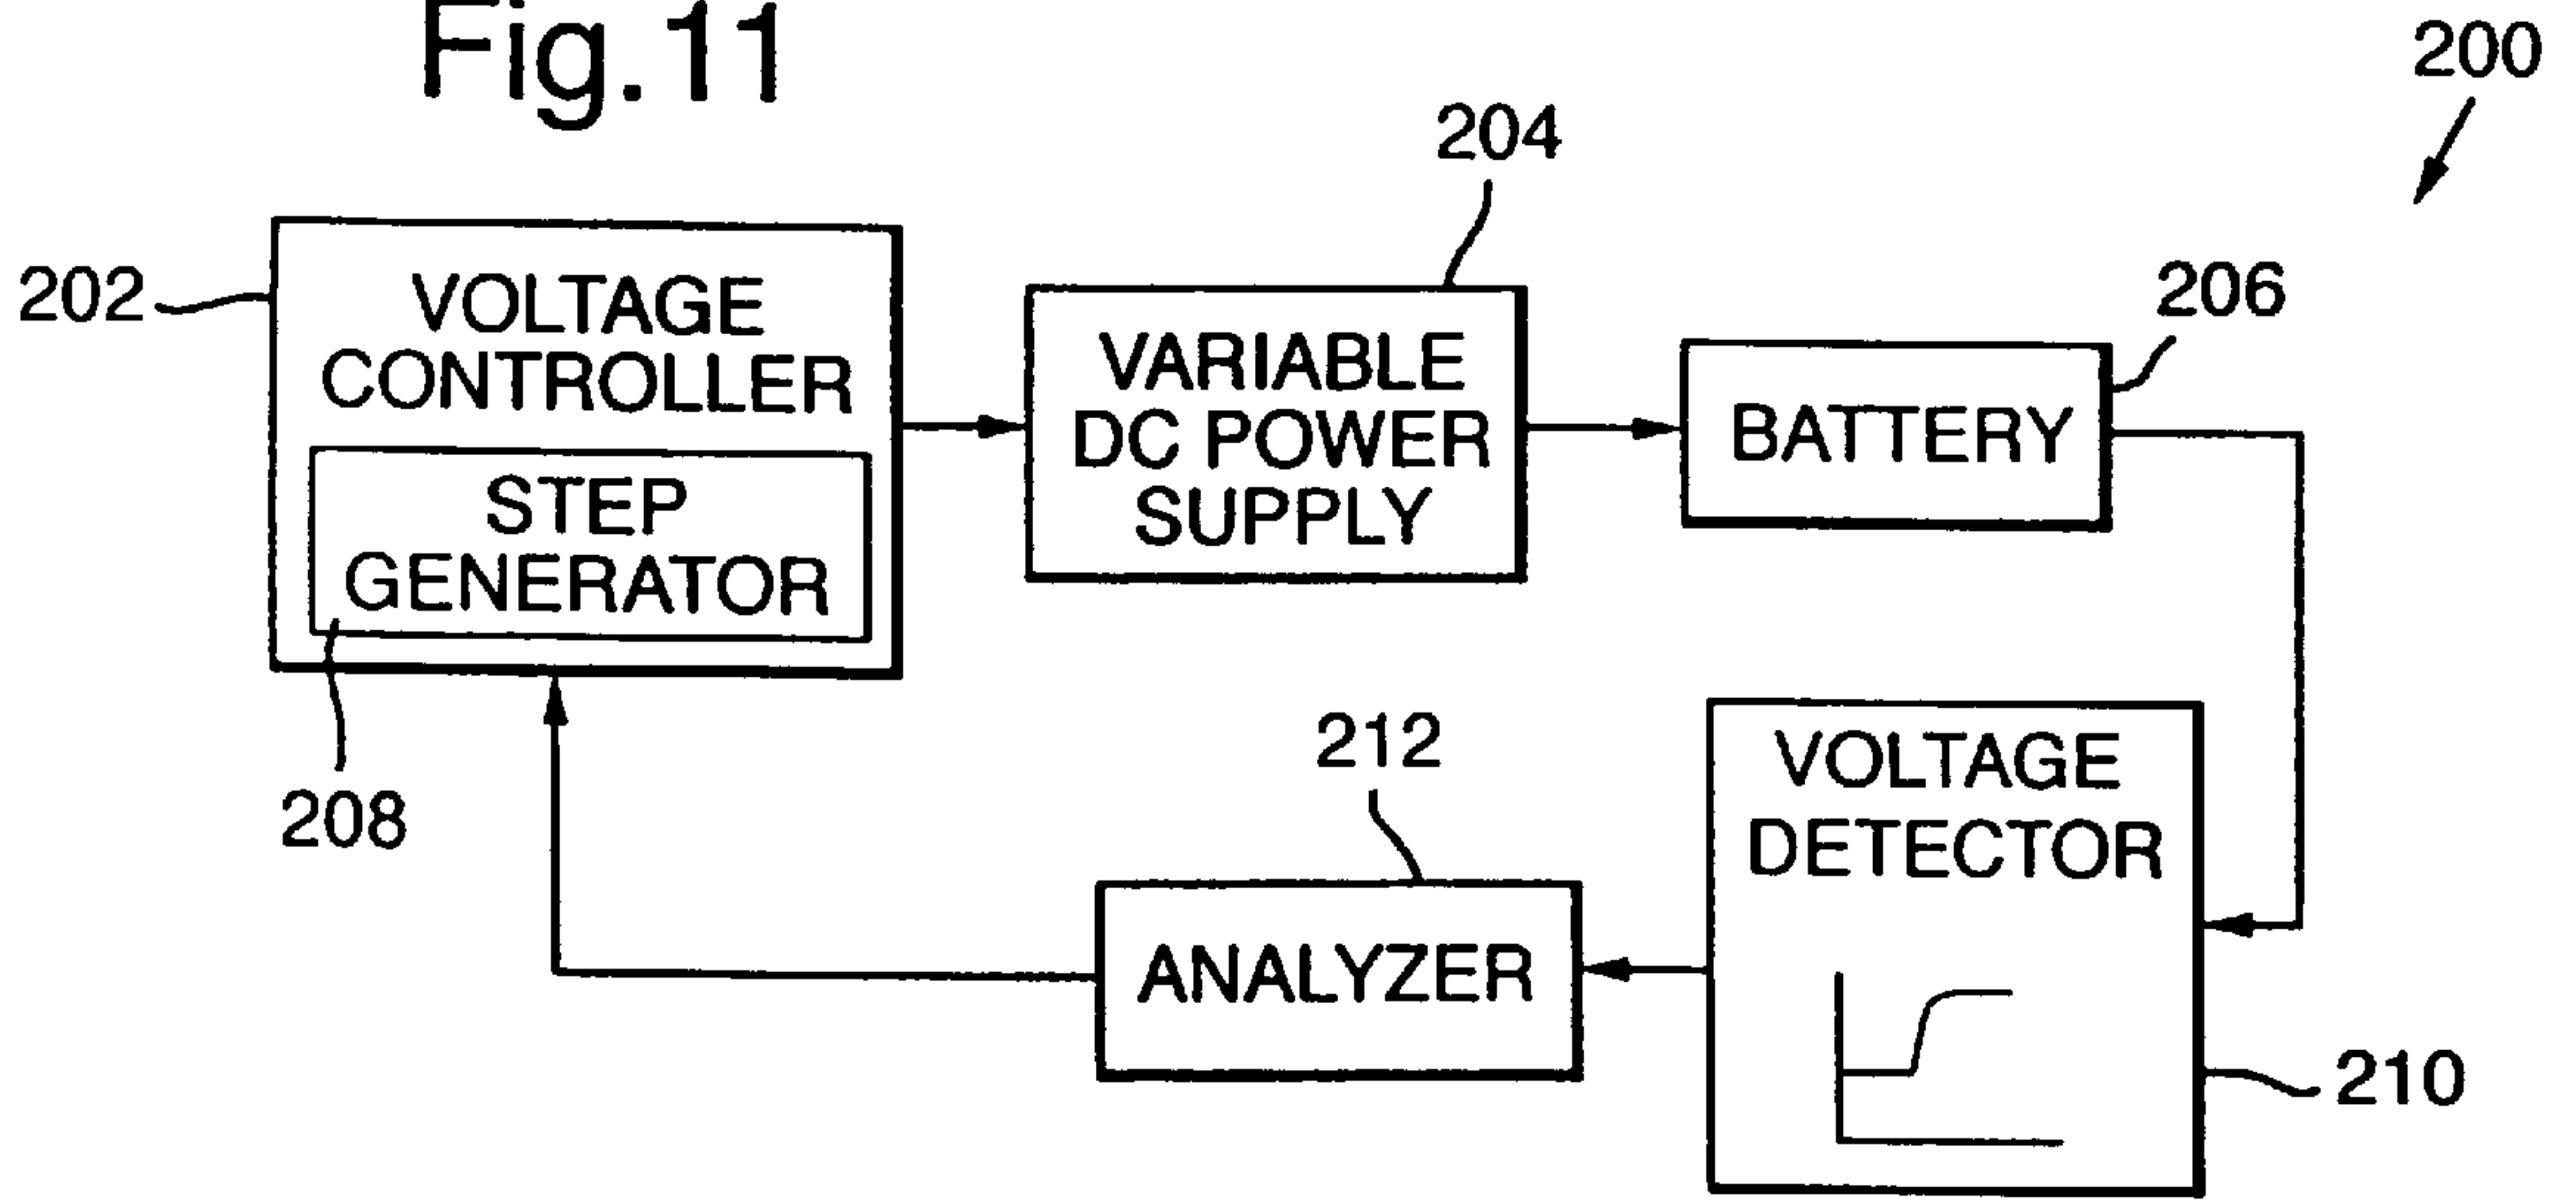 Fig.11
200
204
202
VOLTAGE
CONTROLLER
206
VARIABLE
DC POWER
SUPPLY
BATTERY
STEP
GENERATOR
208
212
VOLTAGE
DETECTOR
ANALYZER
210